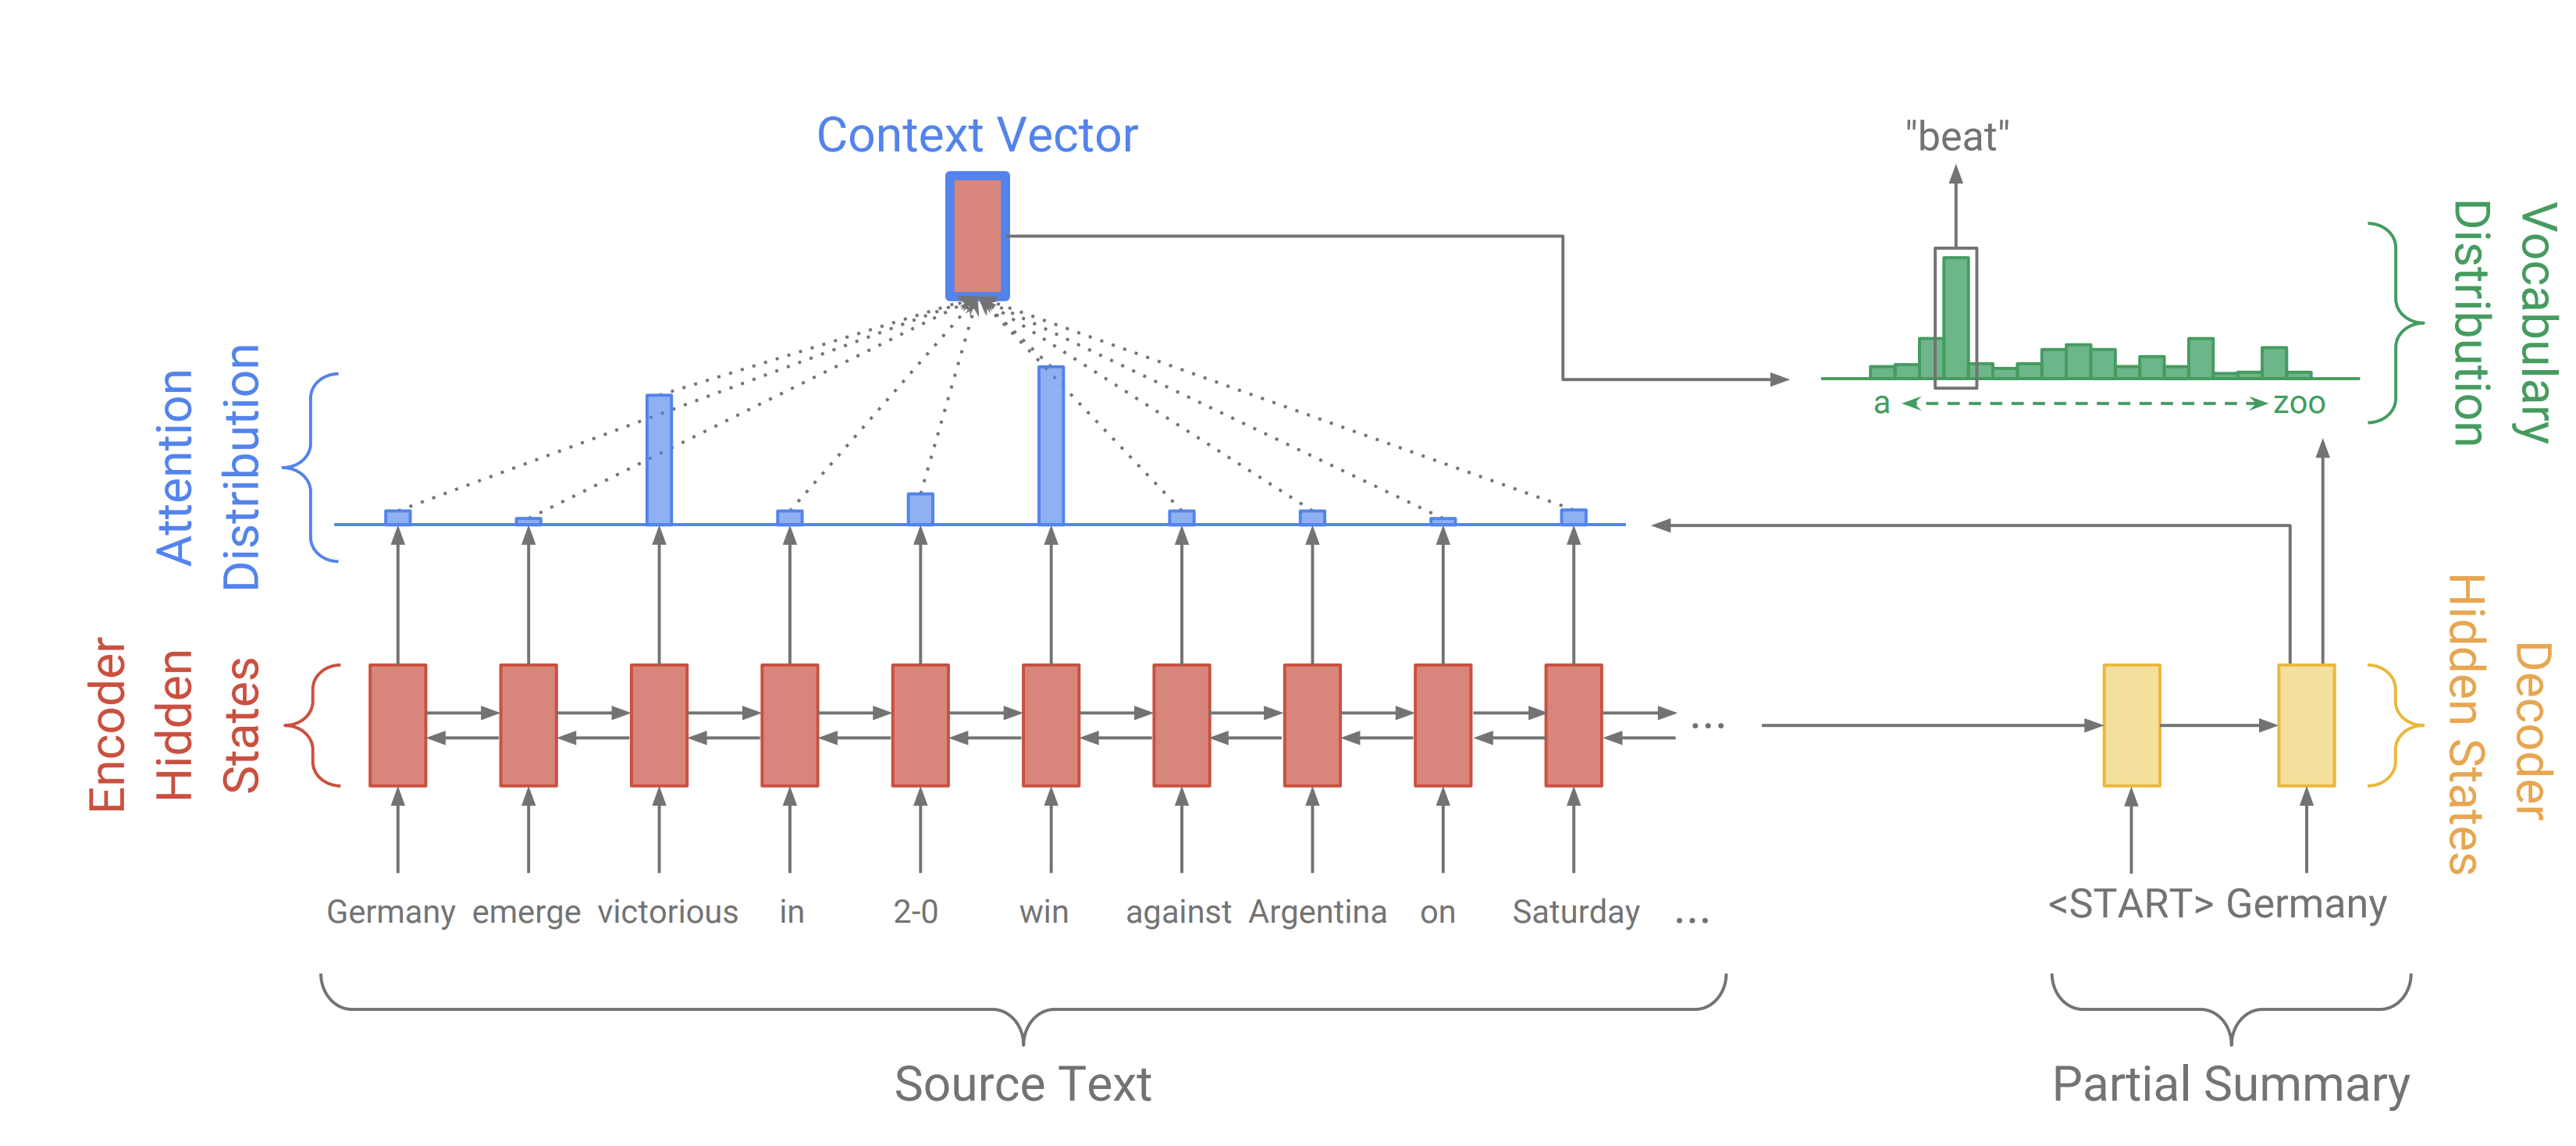 Context Vector
"beat"
a
zoo
Vocabulary
Distribution
Attention
Distribution
Encoder
Hidden
States
Decoder
Hidden States
...
Germany emerge victorious in 2-0 win against Argentina on Saturday ...
<START> Germany
Source Text
Partial Summary